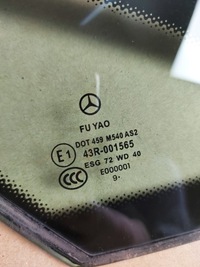 FU YAO
DOT 459 M540 AS2
E1 43R-001565
ESG 72 WD 40
CCC E000001
9-